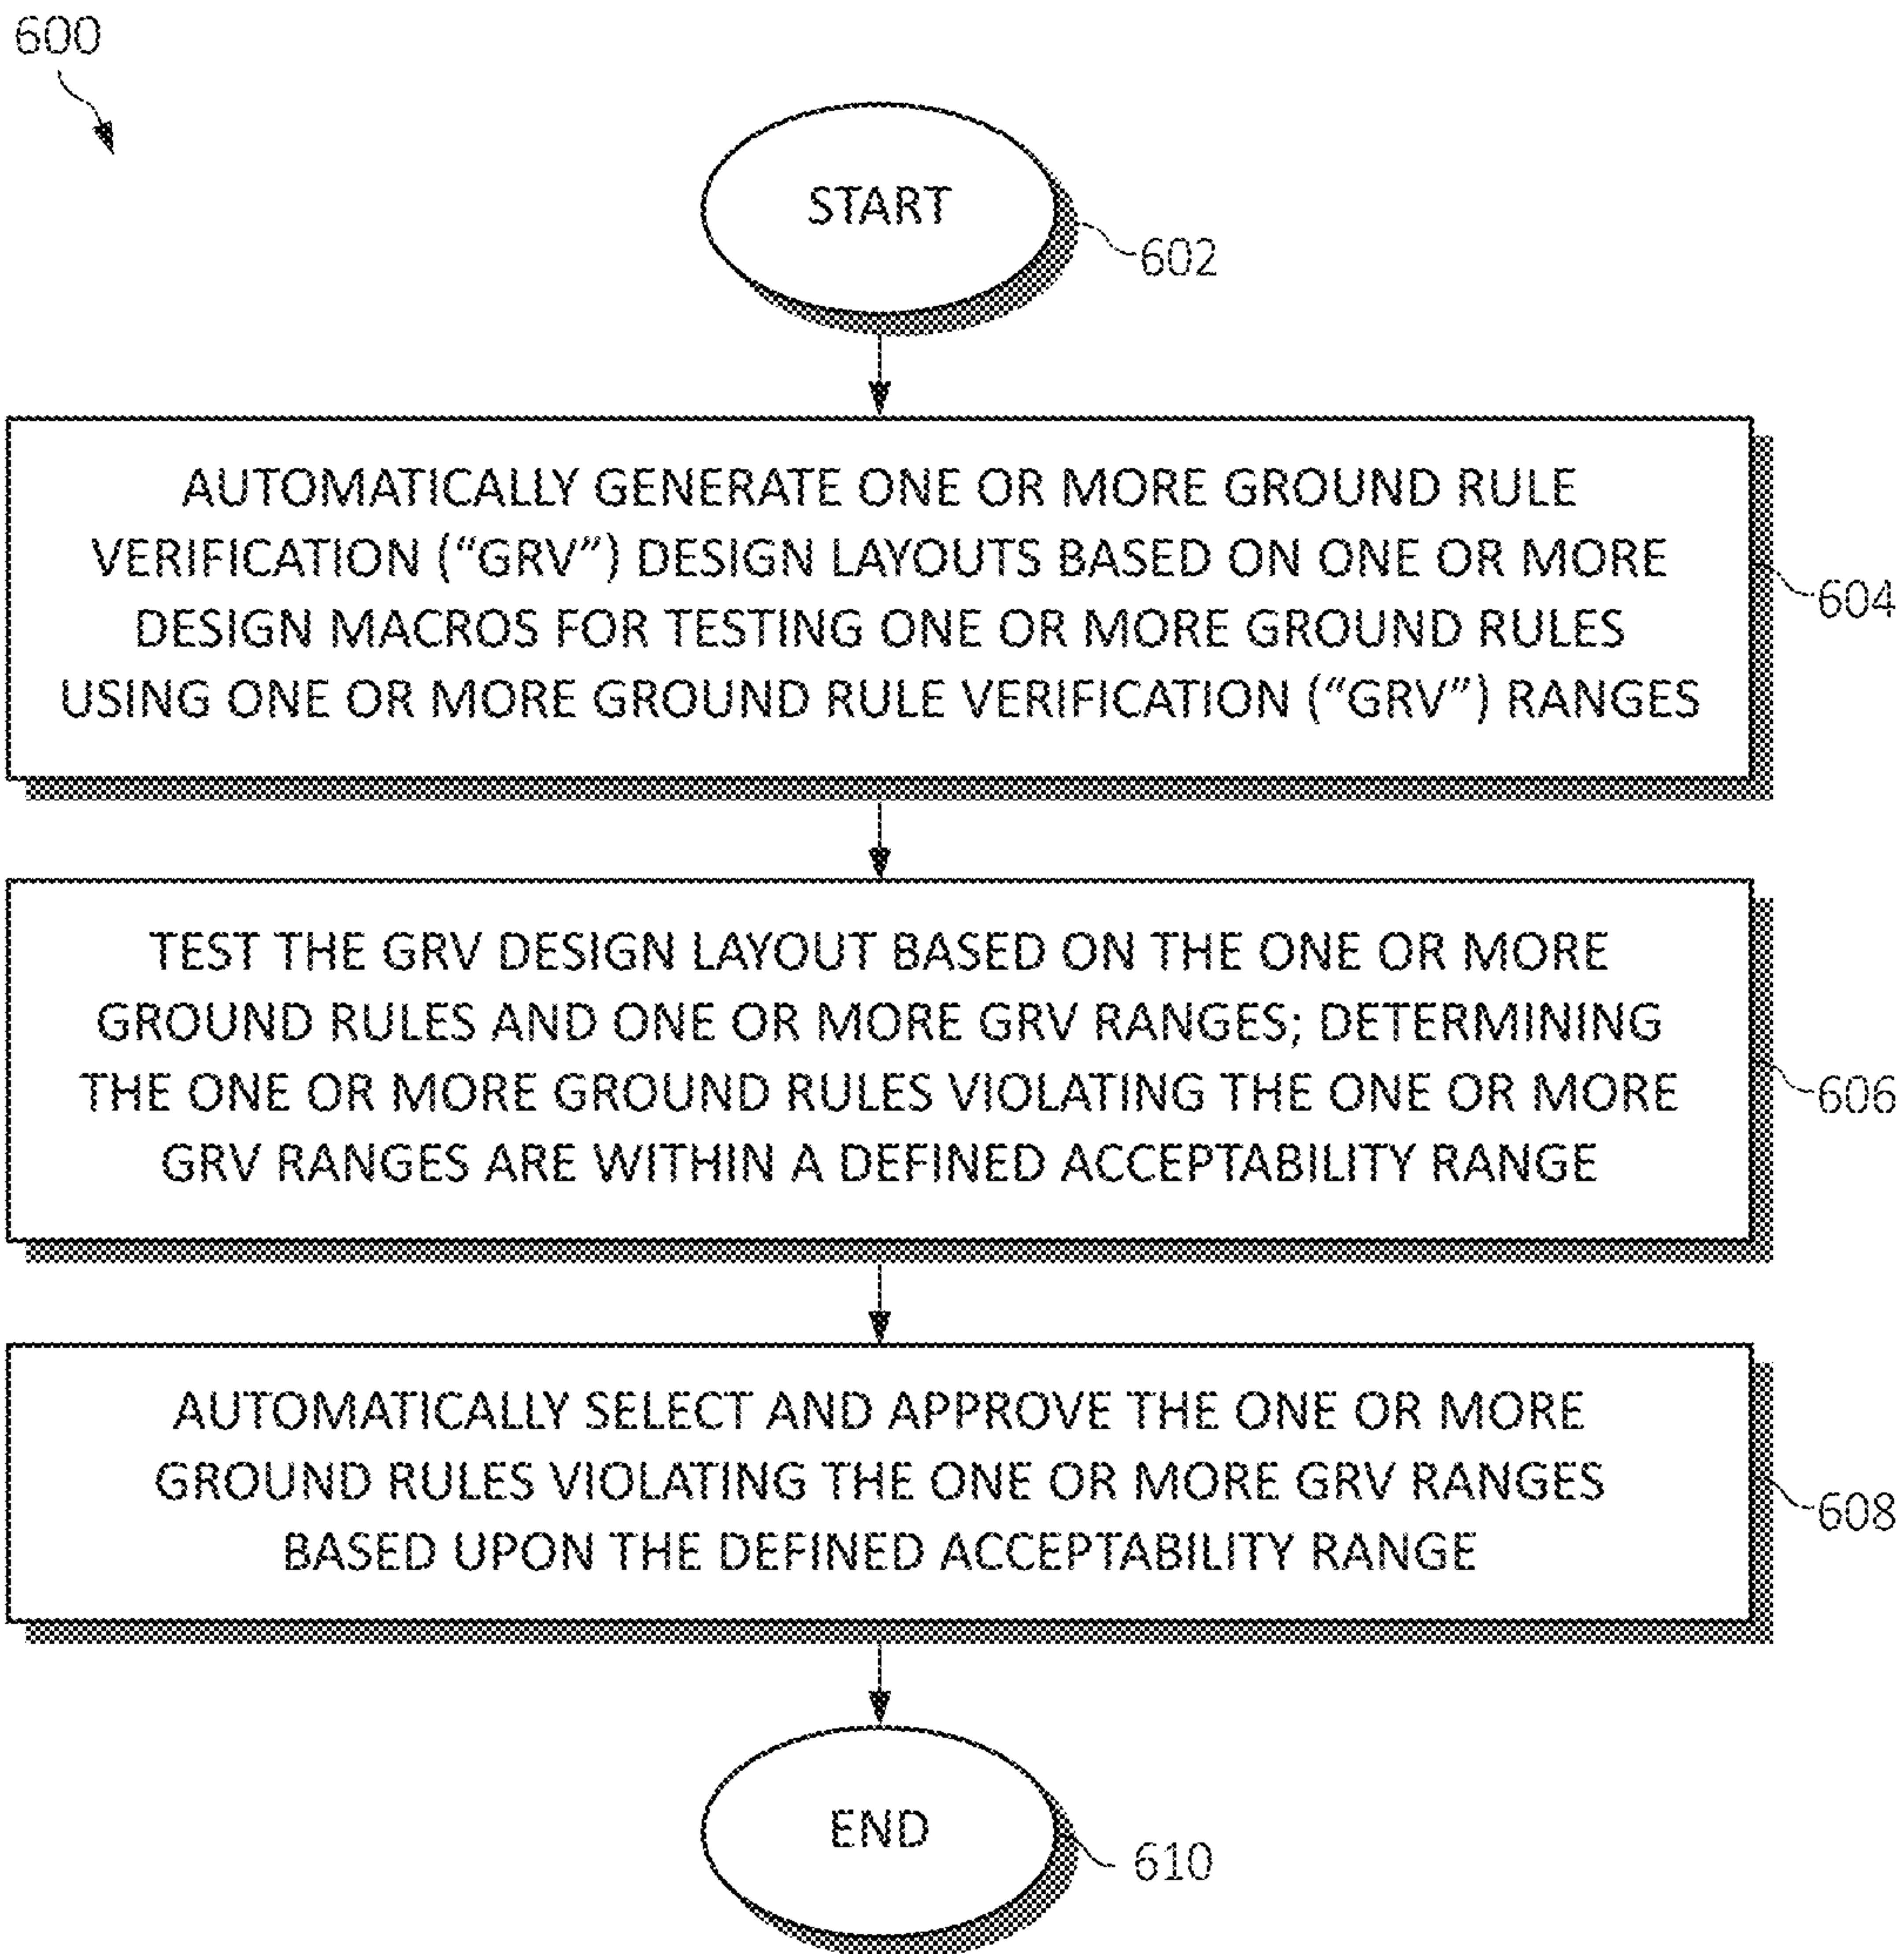 600
START
602
AUTOMATICALLY GENERATE ONE OR MORE GROUND RULE
VERIFICATION (“GRV”) DESIGN LAYOUTS BASED ON ONE OR MORE
DESIGN MACROS FOR TESTING ONE OR MORE GROUND RULES
USING ONE OR MORE GROUND RULE VERIFICATION (“GRV”) RANGES
604
TEST THE GRV DESIGN LAYOUT BASED ON THE ONE OR MORE
GROUND RULES AND ONE OR MORE GRV RANGES; DETERMINING
THE ONE OR MORE GROUND RULES VIOLATING THE ONE OR MORE
GRV RANGES ARE WITHIN A DEFINED ACCEPTABILITY RANGE
606
AUTOMATICALLY SELECT AND APPROVE THE ONE OR MORE
GROUND RULES VIOLATING THE ONE OR MORE GRV RANGES
BASED UPON THE DEFINED ACCEPTABILITY RANGE
608
END
610